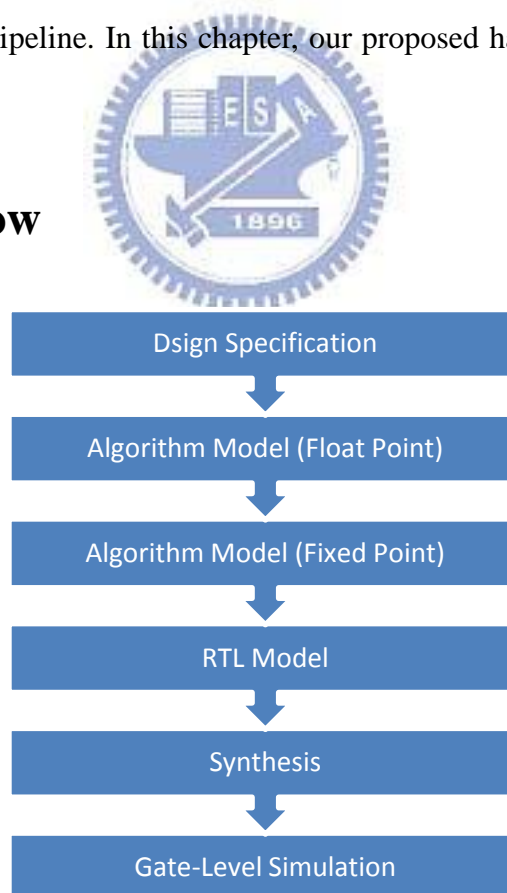 ipeline. In this chapter, our proposed ha
E S A
1896
ow
Dsign Specification
Algorithm Model (Float Point)
Algorithm Model (Fixed Point)
RTL Model
Synthesis
Gate-Level Simulation